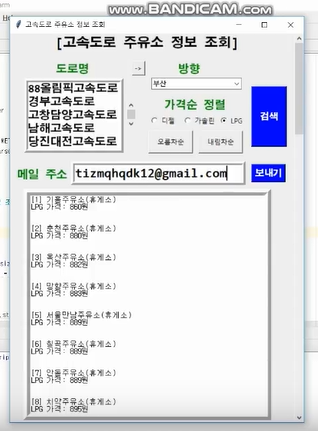 www.BANDICAM.com
고속도로 주유소 정보 조회
[고속도로 주유소 정보 조회]
도로명
->
방향
88올림픽고속도로
경부고속도로
고창담양고속도로
남해고속도로
당진대전고속도로
부산
가격순 정렬
디젤
가솔린
LPG
오름차순
내림차순
검색
메일 주소
tizmqhqdk12@gmail.com
보내기
[1] 기흥주유소(휴게소)
LPG 가격: 860원
[2] 춘천주유소(휴게소)
LPG 가격: 880원
[3] 옥산주유소(휴게소)
LPG 가격: 882원
[4] 망향주유소(휴게소)
LPG 가격: 883원
[5] 서울만남주유소(휴게소)
LPG 가격: 889원
[6] 칠곡주유소(휴게소)
LPG 가격: 889원
[7] 안동주유소(휴게소)
LPG 가격: 889원
[8] 치악주유소(휴게소)
LPG 가격: 895원